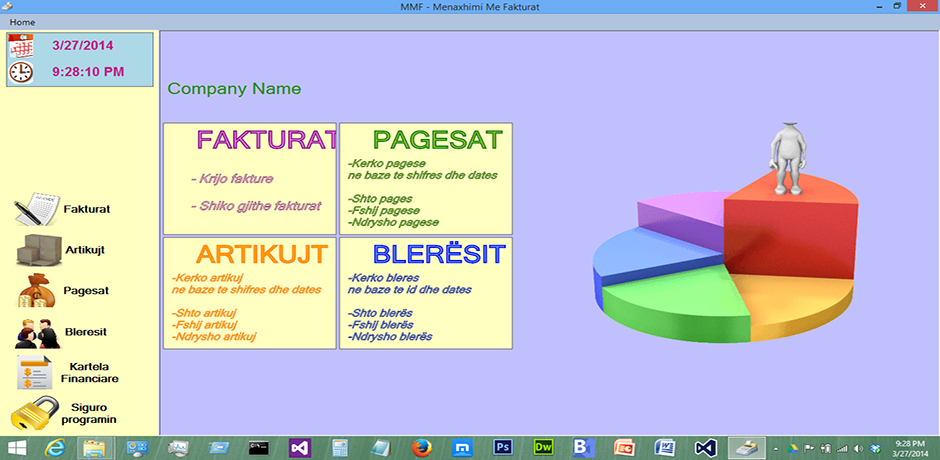 MMF - Menaxhimi Me Fakturat
Home
3/27/2014
9:28:10 PM
Company Name
FAKTURAT
- Krijo fakture
- Shiko gjithe fakturat
PAGESAT
-Kerko pagese
ne baze te shifres dhe dates
-Shto pages
-Fshij pagese
-Ndrysho pagese
ARTIKUJT
-Kerko artikuj
ne baze te shifres dhe dates
-Shto artikuj
-Fshij artikuj
-Ndrysho artikuj
BLERËSIT
-Kerko bleres
ne baze te id dhe dates
-Shto blerës
-Fshij blerës
-Ndrysho blerës
Fakturat
Artikujt
Pagesat
Bleresit
Kartela
Financiare
Siguro
programin
Ps
Dw
9:28 PM
3/27/2014